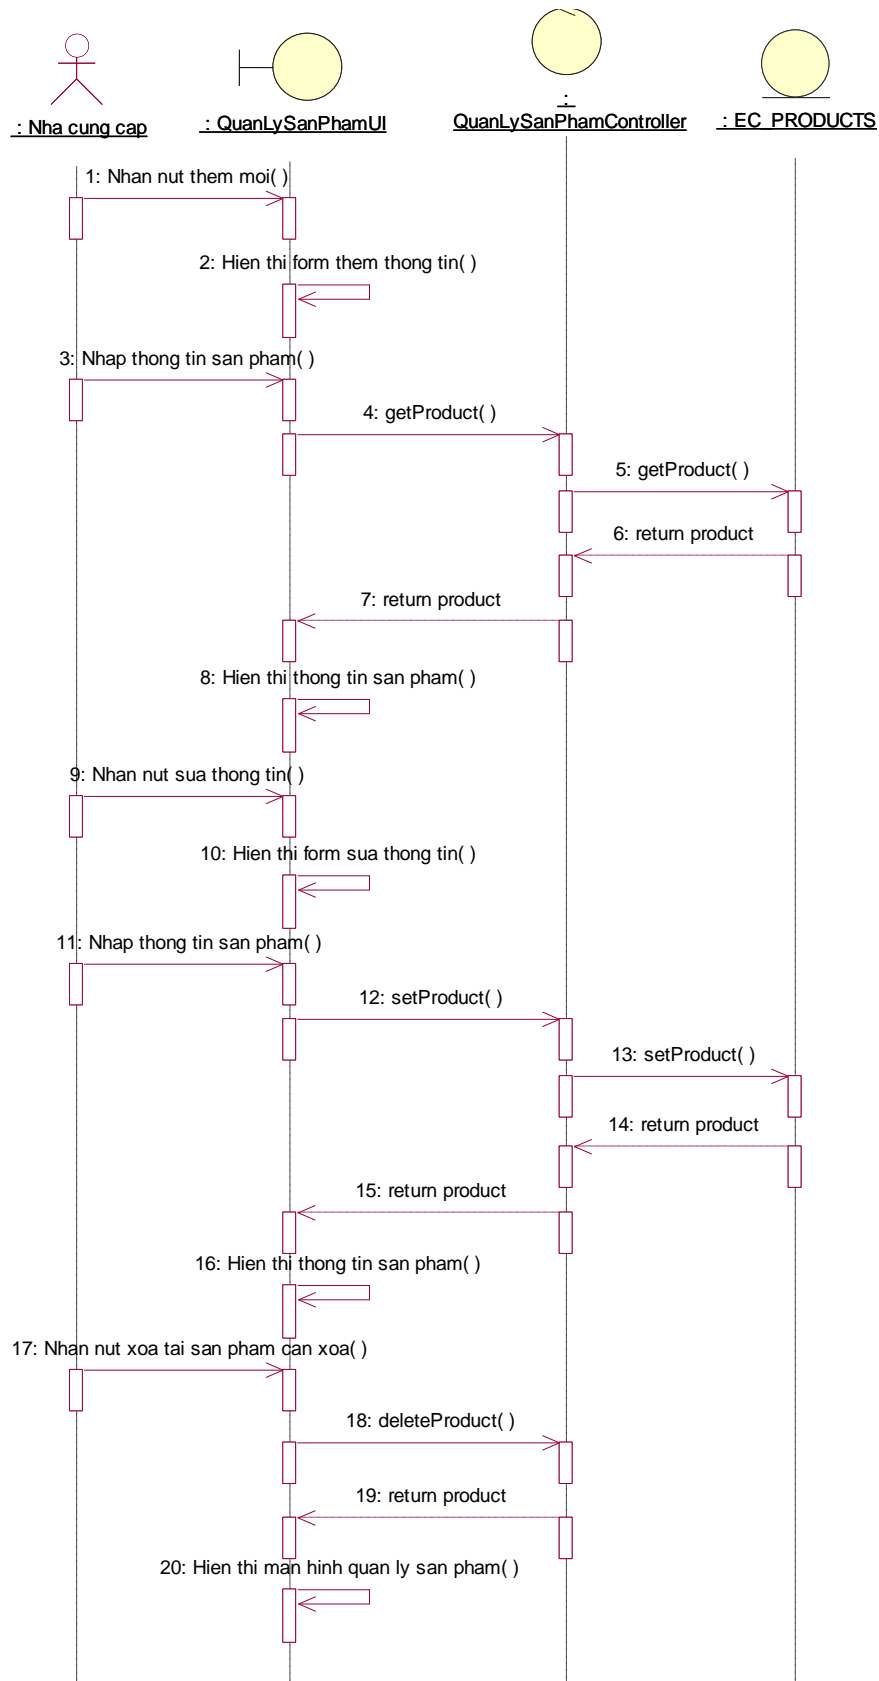 : Nha cung cap
: QuanLySanPhamUI
:
QuanLySanPhamController
: EC_PRODUCTS
1: Nhan nut them moi( )
2: Hien thi form them thong tin( )
3: Nhap thong tin san pham( )
4: getProduct( )
5: getProduct( )
6: return product
7: return product
8: Hien thi thong tin san pham( )
9: Nhan nut sua thong tin( )
10: Hien thi form sua thong tin( )
11: Nhap thong tin san pham( )
12: setProduct( )
13: setProduct( )
14: return product
15: return product
16: Hien thi thong tin san pham( )
17: Nhan nut xoa tai san pham can xoa( )
18: deleteProduct( )
19: return product
20: Hien thi man hinh quan ly san pham( )